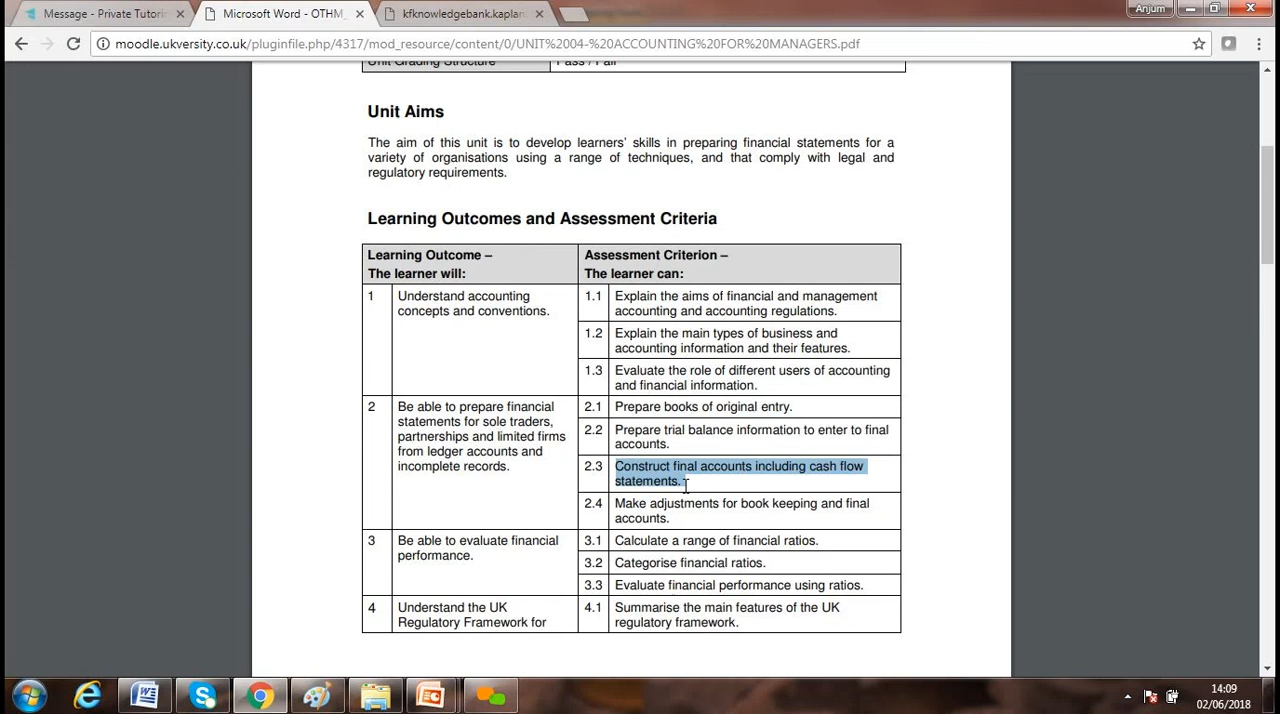 Message - Private Tutorin
Microsoft Word - OTHM_
kfknowledgebank.kaplan
Anjum
moodle.ukversity.co.uk/pluginfile.php/4317/mod_resource/content/0/UNIT%2004-%20ACCOUNTING%20FOR%20MANAGERS.pdf
Unit Grading Structure Pass / Fail
Unit Aims
The aim of this unit is to develop learners' skills in preparing financial statements for a
variety of organisations using a range of techniques, and that comply with legal and
regulatory requirements.
Learning Outcomes and Assessment Criteria
Learning Outcome –
The learner will:
Assessment Criterion –
The learner can:
1 Understand accounting
concepts and conventions.
1.1 Explain the aims of financial and management
accounting and accounting regulations.
1.2 Explain the main types of business and
accounting information and their features.
1.3 Evaluate the role of different users of accounting
and financial information.
2 Be able to prepare financial
statements for sole traders,
partnerships and limited firms
from ledger accounts and
incomplete records.
2.1 Prepare books of original entry.
2.2 Prepare trial balance information to enter to final
accounts.
2.3 Construct final accounts including cash flow
statements.
2.4 Make adjustments for book keeping and final
accounts.
3 Be able to evaluate financial
performance.
3.1 Calculate a range of financial ratios.
3.2 Categorise financial ratios.
3.3 Evaluate financial performance using ratios.
4 Understand the UK
Regulatory Framework for
4.1 Summarise the main features of the UK
regulatory framework.
14:09
02/06/2018